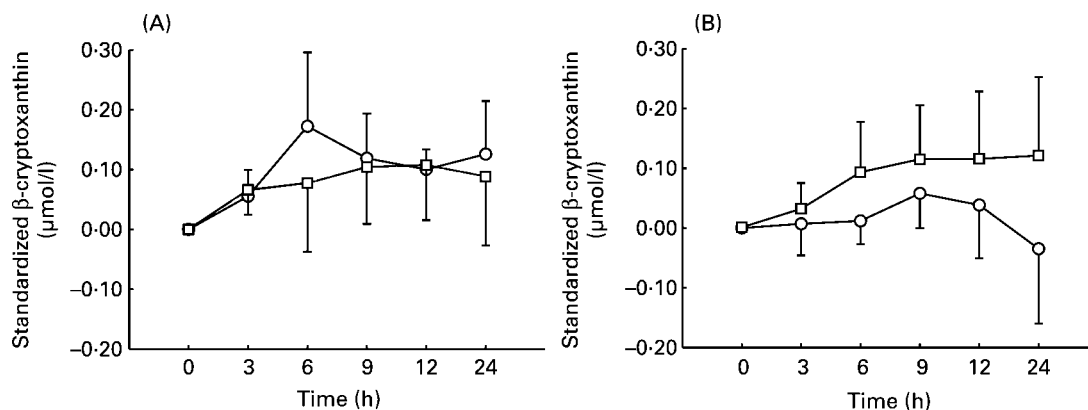 (A)
Standardized β-cryptoxanthin
(μmol/l)
0·30
0·20
0·10
0·00
–0·10
–0·20
0 3 6 9 12 24
Time (h)
(B)
Standardized β-cryptoxanthin
(μmol/l)
0·30
0·20
0·10
0·00
–0·10
–0·20
0 3 6 9 12 24
Time (h)